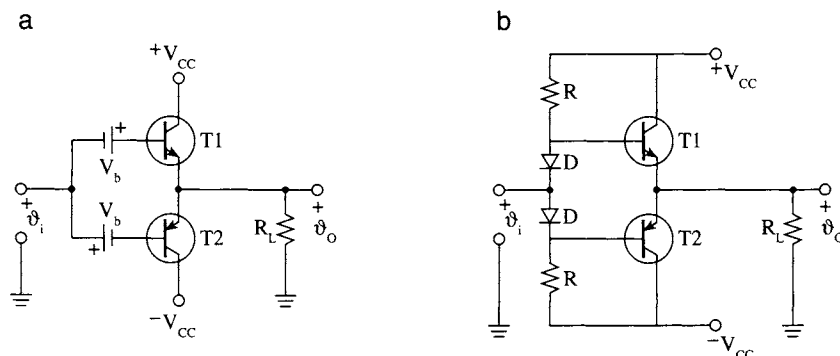 a
+V_CC
+
T1
V_b
+
ϑ_i
V_b
+
T2
R_L
+
ϑ_O
−V_CC
b
+V_CC
R
T1
D
+
ϑ_i
D
T2
R_L
+
ϑ_O
R
−V_CC